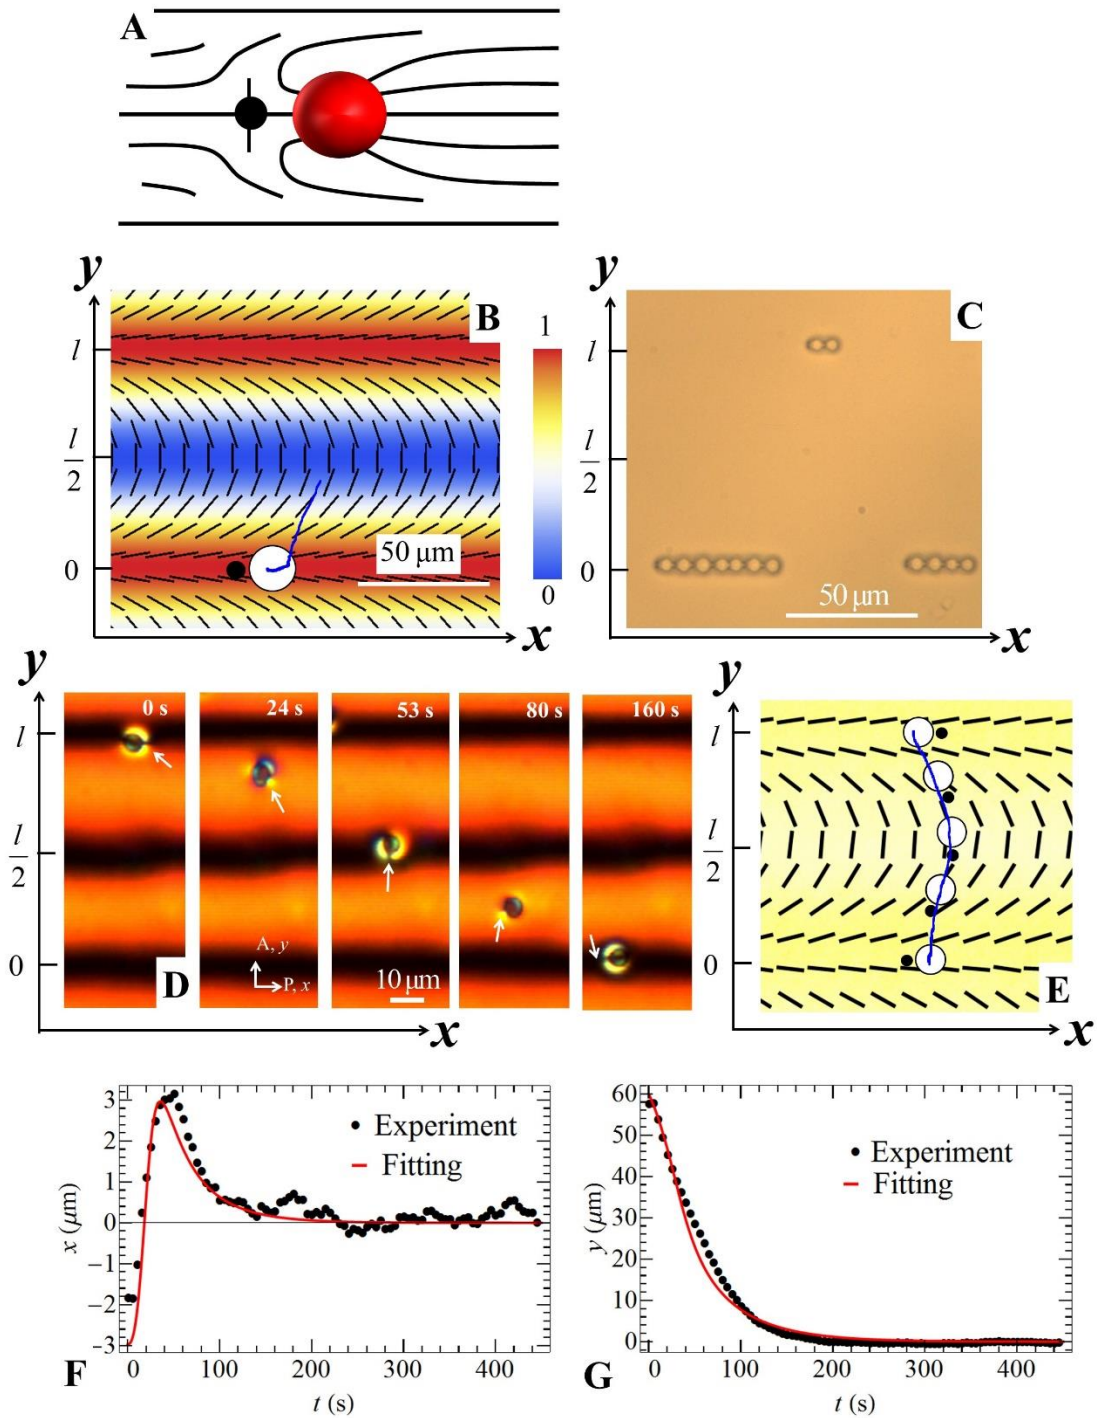 A
y
B
l
l
2
0
50 μm
x
1
0
y
C
l
l
2
0
50 μm
x
y
0 s
24 s
53 s
80 s
160 s
l
l
2
0
A, y
P, x
10 μm
D
x
y
l
l
2
0
E
x
3
2
1
0
−1
−2
−3
x (μm)
• Experiment
− Fitting
0 100 200 300 400
t (s)
F
60
50
40
30
20
10
0
y (μm)
• Experiment
− Fitting
0 100 200 300 400
t (s)
G